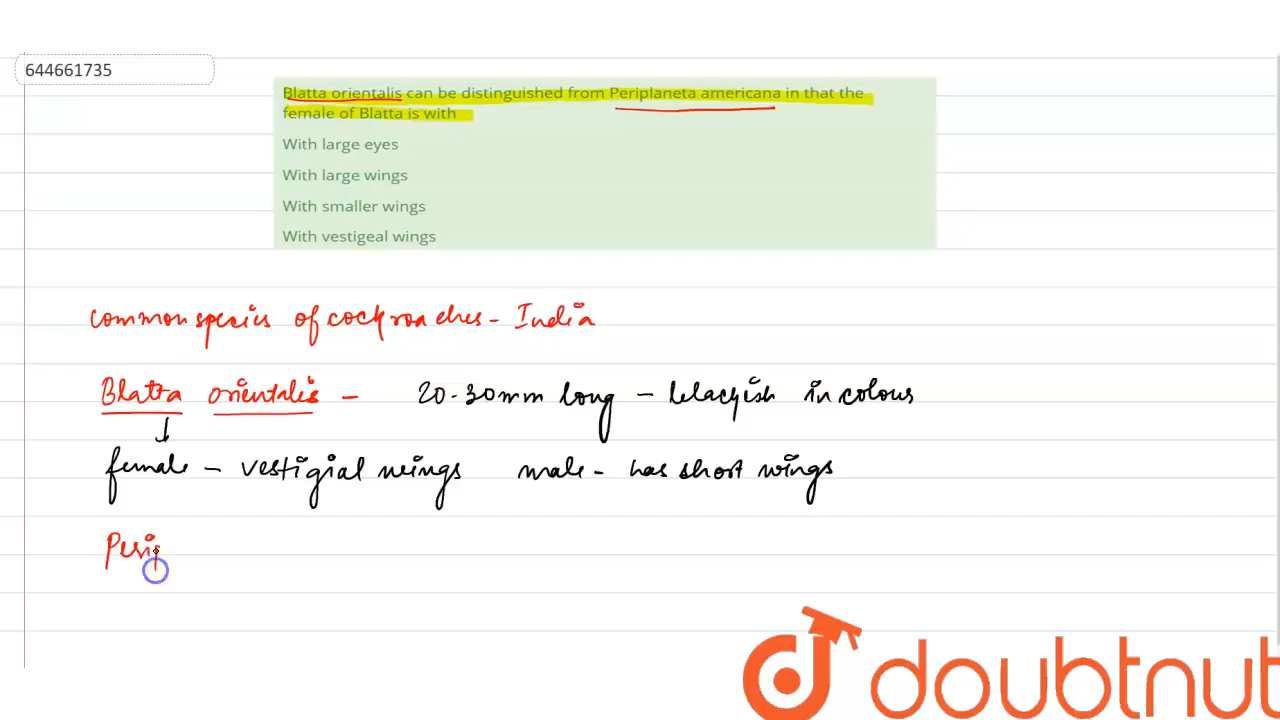 644661735
Blatta orientalis can be distinguished from Periplaneta americana in that the
female of Blatta is with
With large eyes
With large wings
With smaller wings
With vestigeal wings
common species of cockroaches - India
Blatta orientalis - 20-30mm long - blackish in colour
female - vestigial wings male - has short wings
Perip
doubtnut